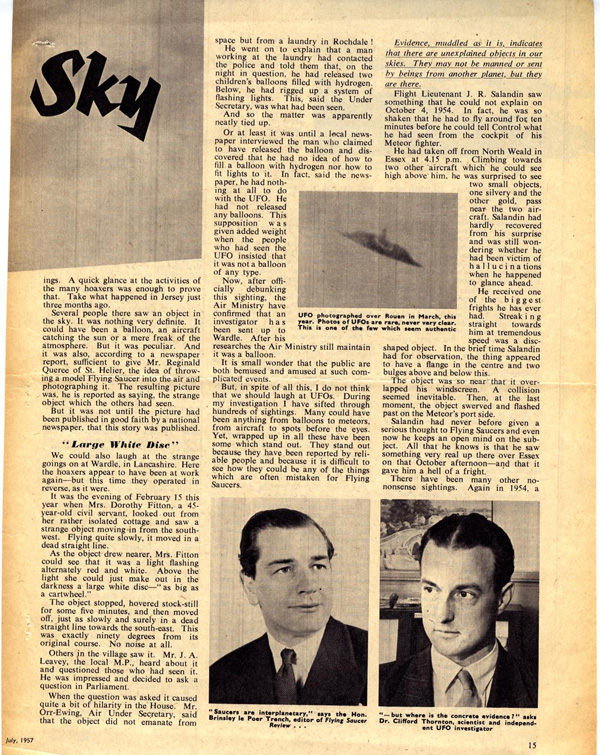 Sky
ings. A quick glance at the activities of
the many hoaxers was enough to prove
that. Take what happened in Jersey just
three months ago.
Several people there saw an object in
the sky. It was nothing very definite. It
could have been a balloon, an aircraft
catching the sun or a mere freak of the
atmosphere. But it was peculiar. And
it was also, according to a newspaper
report, sufficient to give Mr. Reginald
Queree of St. Helier, the idea of throw-
ing a model Flying Saucer into the air and
photographing it. The resulting picture
was, he is reported as saying, the strange
object which the others had seen.
But it was not until the picture had
been published in good faith by a national
newspaper, that this story was published.
"Large White Disc"
We could also laugh at the strange
goings on at Wardle, in Lancashire. Here
the hoaxers appear to have been at work
again—but this time they operated in
reverse, as it were.
It was the evening of February 15 this
year when Mrs. Dorothy Fitton, a 45-
year-old civil servant, looked out from
her rather isolated cottage and saw a
strange object moving in from the south-
west. Flying quite slowly, it moved in a
dead straight line.
As the object drew nearer, Mrs. Fitton
could see that it was a light flashing
alternately red and white. Above the
light she could just make out in the
darkness a large white disc—"as big as
a cartwheel."
The object stopped, hovered stock-still
for some five minutes, and then moved
off, just as slowly and surely in a dead
straight line towards the south-east. This
was exactly ninety degrees from its
original course. No noise at all.
Others in the village saw it. Mr. J. A.
Leavey, the local M.P., heard about it
and questioned those who had seen it.
He was impressed and decided to ask a
question in Parliament.
When the question was asked it caused
quite a bit of hilarity in the House. Mr.
Orr-Ewing, Air Under Secretary, said
that the object did not emanate from
space but from a laundry in Rochdale!
He went on to explain that a man
working at the laundry had contacted
the police and told them that, on the
night in question, he had released two
children's balloons filled with hydrogen.
Below, he had rigged up a system of
flashing lights. This, said the Under
Secretary, was what had been seen.
And so the matter was apparently
neatly tied up.
Or at least it was until a local news-
paper interviewed the man who claimed
to have released the balloon and dis-
covered that he had no idea of how to
fill a balloon with hydrogen nor how to
fit lights to it. In fact, said the news-
paper, he had noth-
ing at all to do
with the UFO. He
had not released
any balloons. This
supposition was
given added weight
when the people
who had seen the
UFO insisted that
it was not a balloon
of any type.
Now, after offi-
cially debunking
this sighting, the
Air Ministry have
confirmed that an
investigator has
been sent up to
Wardle. After his
researches the Air Ministry still maintain
it was a balloon.
It is small wonder that the public are
both bemused and amused at such com-
plicated events.
But, in spite of all this, I do not think
that we should laugh at UFOs. During
my investigation I have sifted through
hundreds of sightings. Many could have
been anything from balloons to meteors,
from aircraft to spots before the eyes.
Yet, wrapped up in all these have been
some which stand out. They stand out
because they have been reported by reli-
able people and because it is difficult to
see how they could be any of the things
which are often mistaken for Flying
Saucers.
UFO photographed over Rouen in March, this
year. Photos of UFOs are rare, never very clear.
This is one of the few which seem authentic
Evidence, muddled as it is, indicates
that there are unexplained objects in our
skies. They may not be manned or sent
by beings from another planet, but they
are there.
Flight Lieutenant J. R. Salandin saw
something that he could not explain on
October 4, 1954. In fact, he was so
shaken that he had to fly around for ten
minutes before he could tell Control what
he had seen from the cockpit of his
Meteor fighter.
He had taken off from North Weald in
Essex at 4.15 p.m. Climbing towards
two other aircraft which he could see
high above him, he was surprised to see
two small objects,
one silvery and the
other gold, pass
near the two air-
craft. Salandin had
hardly recovered
from his surprise
and was still won-
dering whether he
had been victim of
hallucinations
when he happened
to glance ahead.
He received one
of the biggest
frights he has ever
had. Streaking
straight towards
him at tremendous
speed was a disc-
shaped object. In the brief time Salandin
had for observation, the thing appeared
to have a flange in the centre and two
bulges above and below this.
The object was so near that it over-
lapped his windscreen. A collision
seemed inevitable. Then, at the last
moment, the object swerved and flashed
past on the Meteor's port side.
Salandin had never before given a
serious thought to Flying Saucers and even
now he keeps an open mind on the sub-
ject. All that he knows is that he saw
something very real up there over Essex
on that October afternoon—and that it
gave him a hell of a fright.
There have been many other no-
nonsense sightings. Again in 1954, a
"Saucers are interplanetary," says the Hon.
Brinsley le Poer Trench, editor of Flying Saucer
Review . . .
"—but where is the concrete evidence?" asks
Dr. Clifford Thornton, scientist and independ-
ent UFO investigator
July, 1957
15